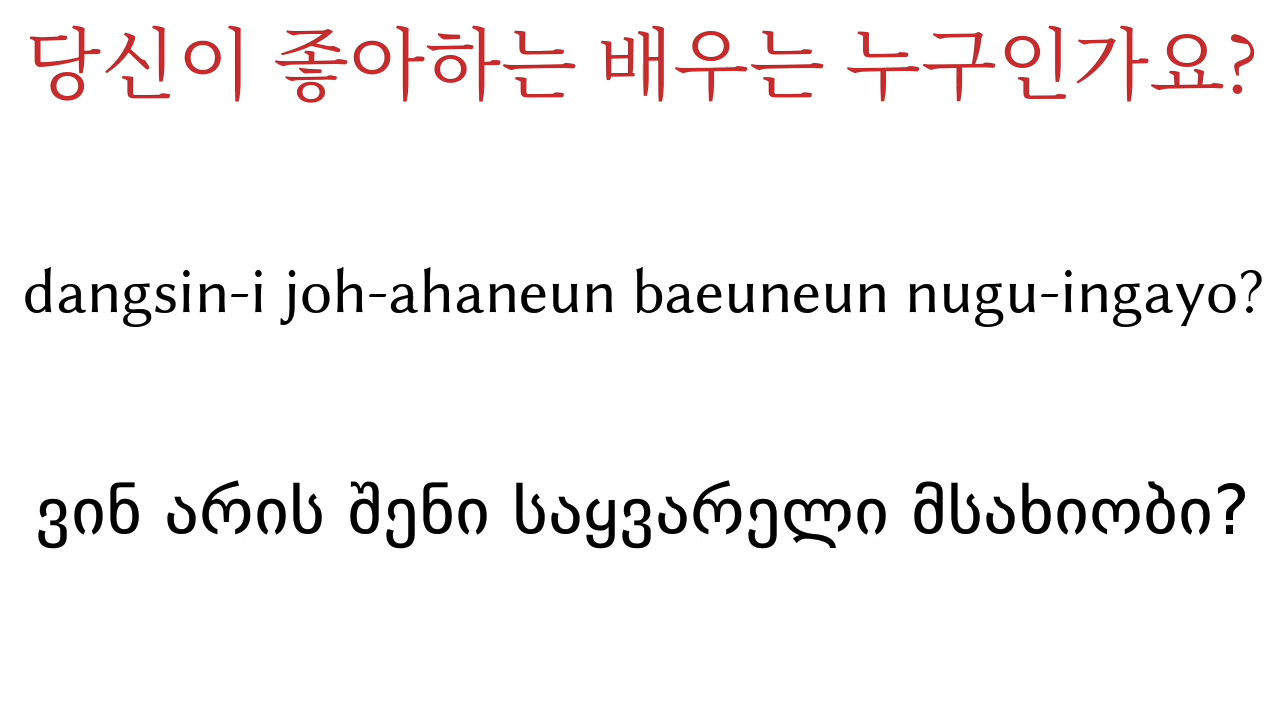 당신이 좋아하는 배우는 누구인가요?
dangsin-i joh-ahaneun baeuneun nugu-ingayo?
ვინ არის შენი საყვარელი მსახიობი?